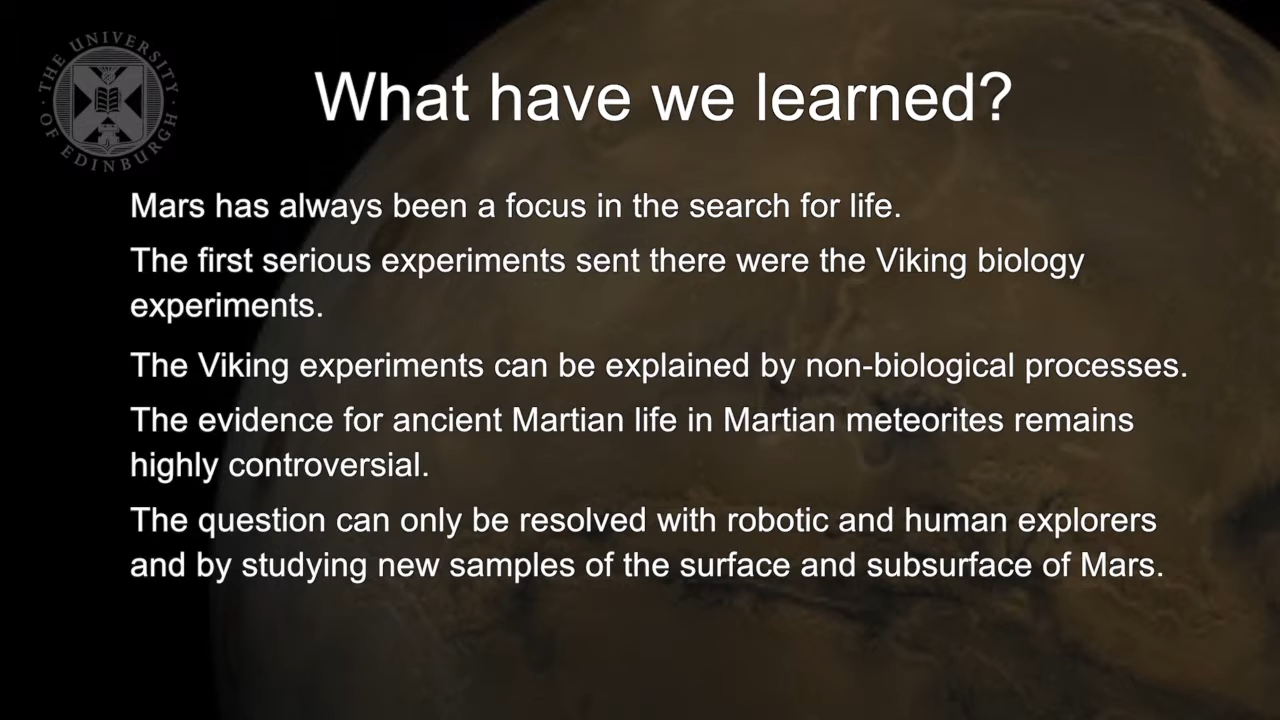 THE UNIVERSITY OF EDINBURGH
What have we learned?
Mars has always been a focus in the search for life.
The first serious experiments sent there were the Viking biology
experiments.
The Viking experiments can be explained by non-biological processes.
The evidence for ancient Martian life in Martian meteorites remains
highly controversial.
The question can only be resolved with robotic and human explorers
and by studying new samples of the surface and subsurface of Mars.